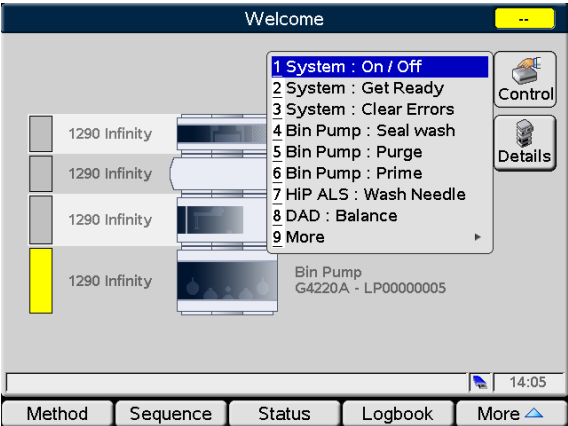 Welcome
--
1 System : On / Off
2 System : Get Ready
3 System : Clear Errors
4 Bin Pump : Seal wash
5 Bin Pump : Purge
6 Bin Pump : Prime
7 HiP ALS : Wash Needle
8 DAD : Balance
9 More
Control
Details
1290 Infinity
1290 Infinity
1290 Infinity
1290 Infinity
Bin Pump
G4220A - LP00000005
14:05
Method
Sequence
Status
Logbook
More